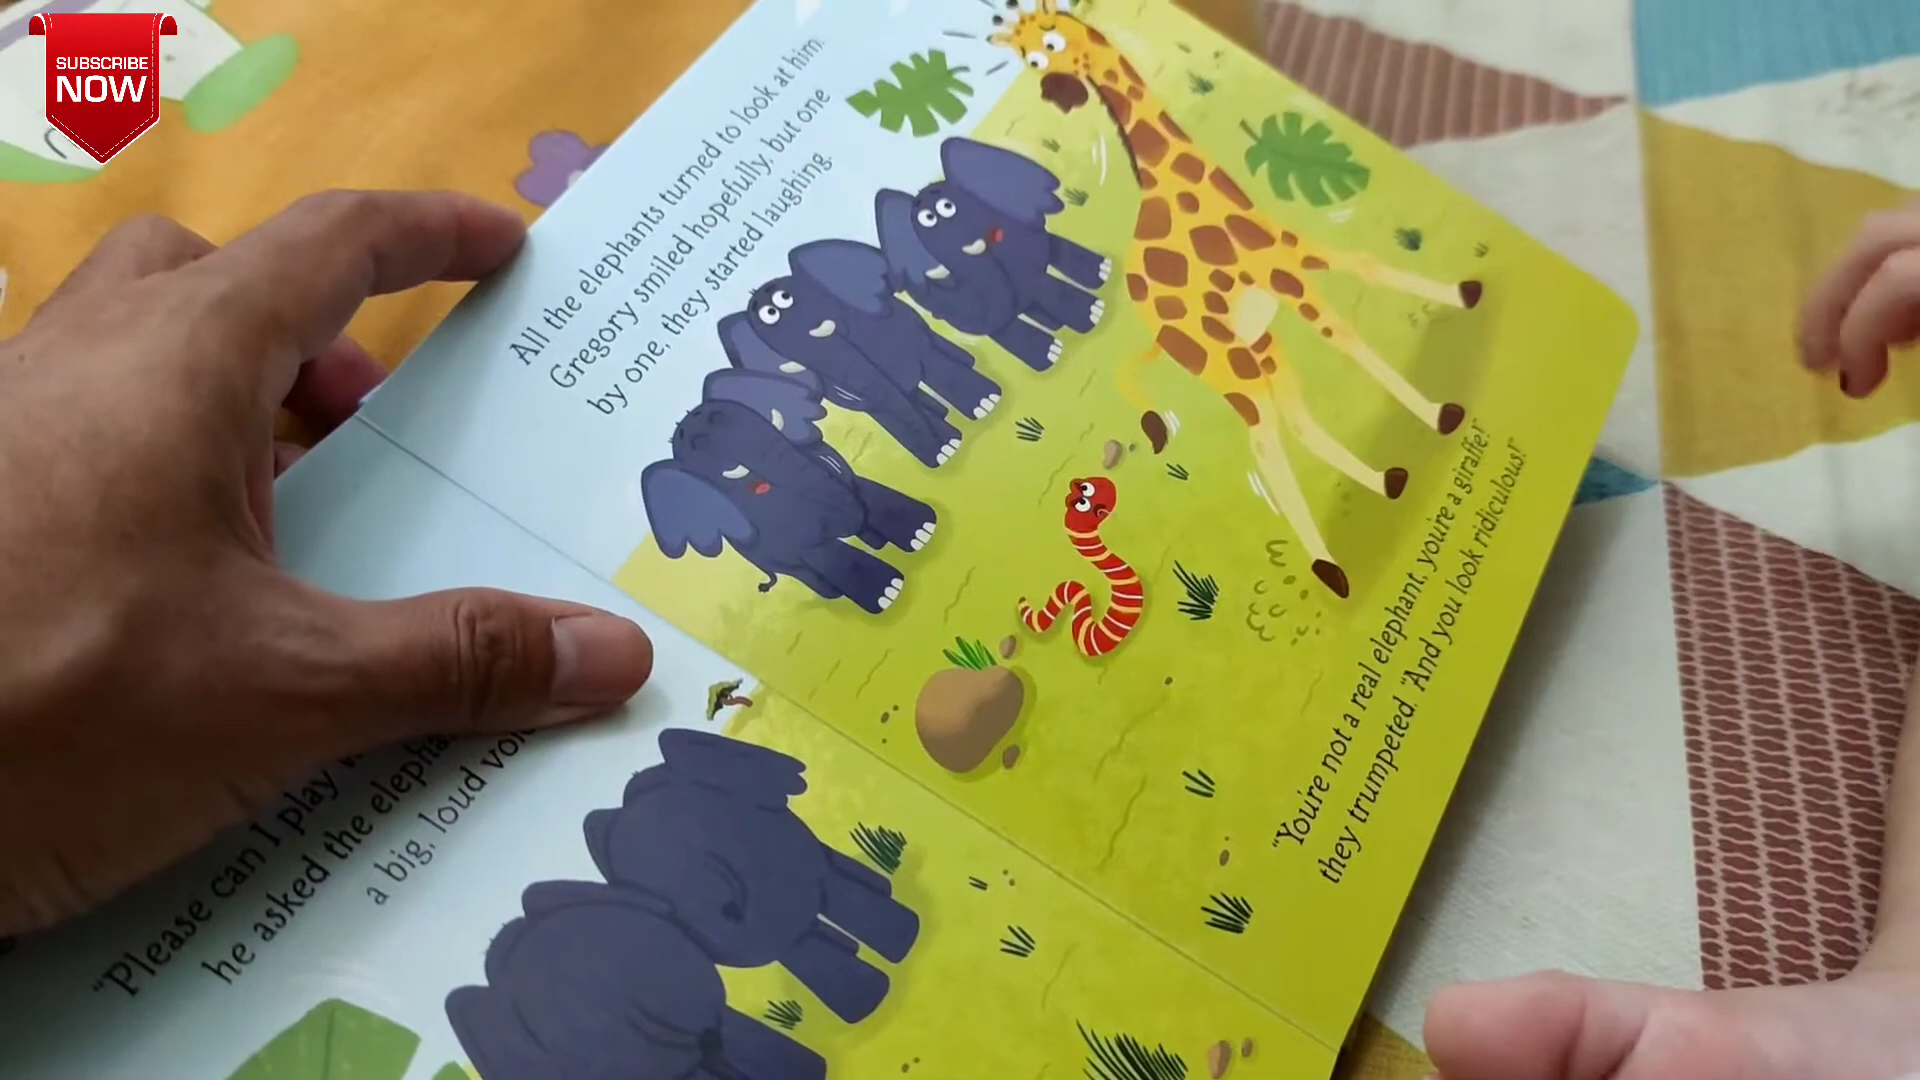 SUBSCRIBE
NOW
All the elephants turned to look at him.
Gregory smiled hopefully, but one
by one, they started laughing.
"You're not a real elephant, you're a giraffe!"
they trumpeted. "And you look ridiculous!"
"Please can I play
he asked the
a big, loud